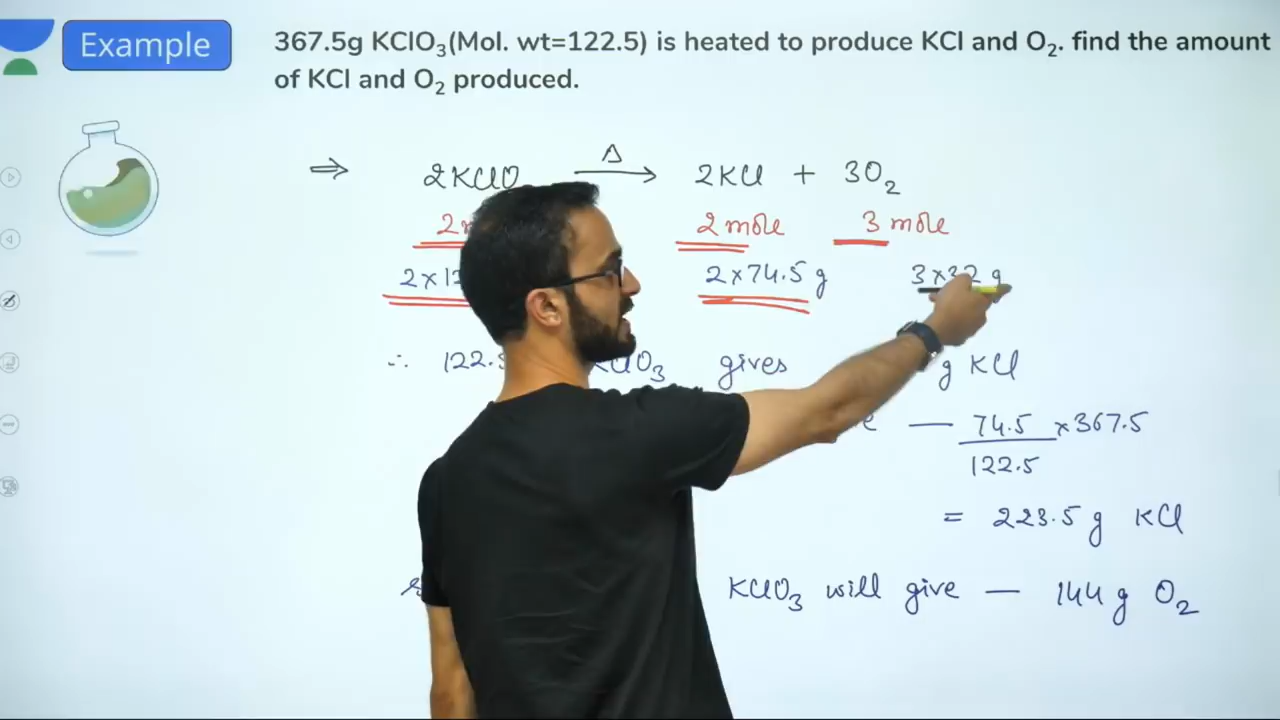 Example
367.5g KClO₃(Mol. wt=122.5) is heated to produce KCl and O₂. find the amount
of KCl and O₂ produced.
⇒ 2KClO Δ→ 2KCl + 3O₂
2 2 mole 3 mole
2×12 2×74.5 g 3×32 g
∴ 122.5 ClO₃ gives g KCl
— 74.5/122.5 ×367.5
= 223.5 g KCl
KClO₃ will give — 144 g O₂